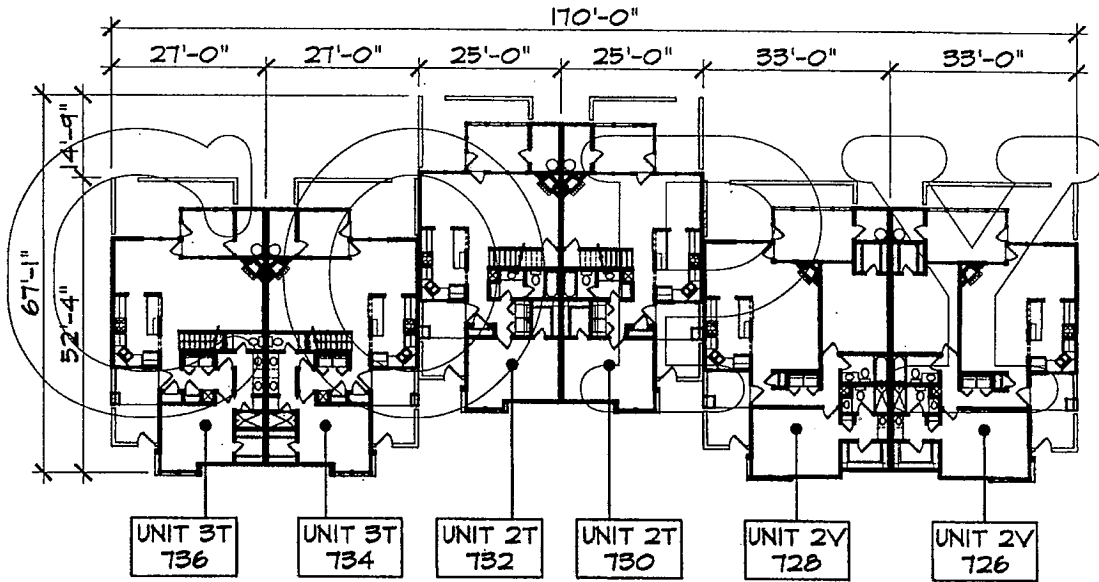 170'-0"
27'-0" 27'-0" 25'-0" 25'-0" 33'-0" 33'-0"
14'-9"
67'-1"
52'-4"
COPY
UNIT 3T
736
UNIT 3T
734
UNIT 2T
732
UNIT 2T
730
UNIT 2V
728
UNIT 2V
726